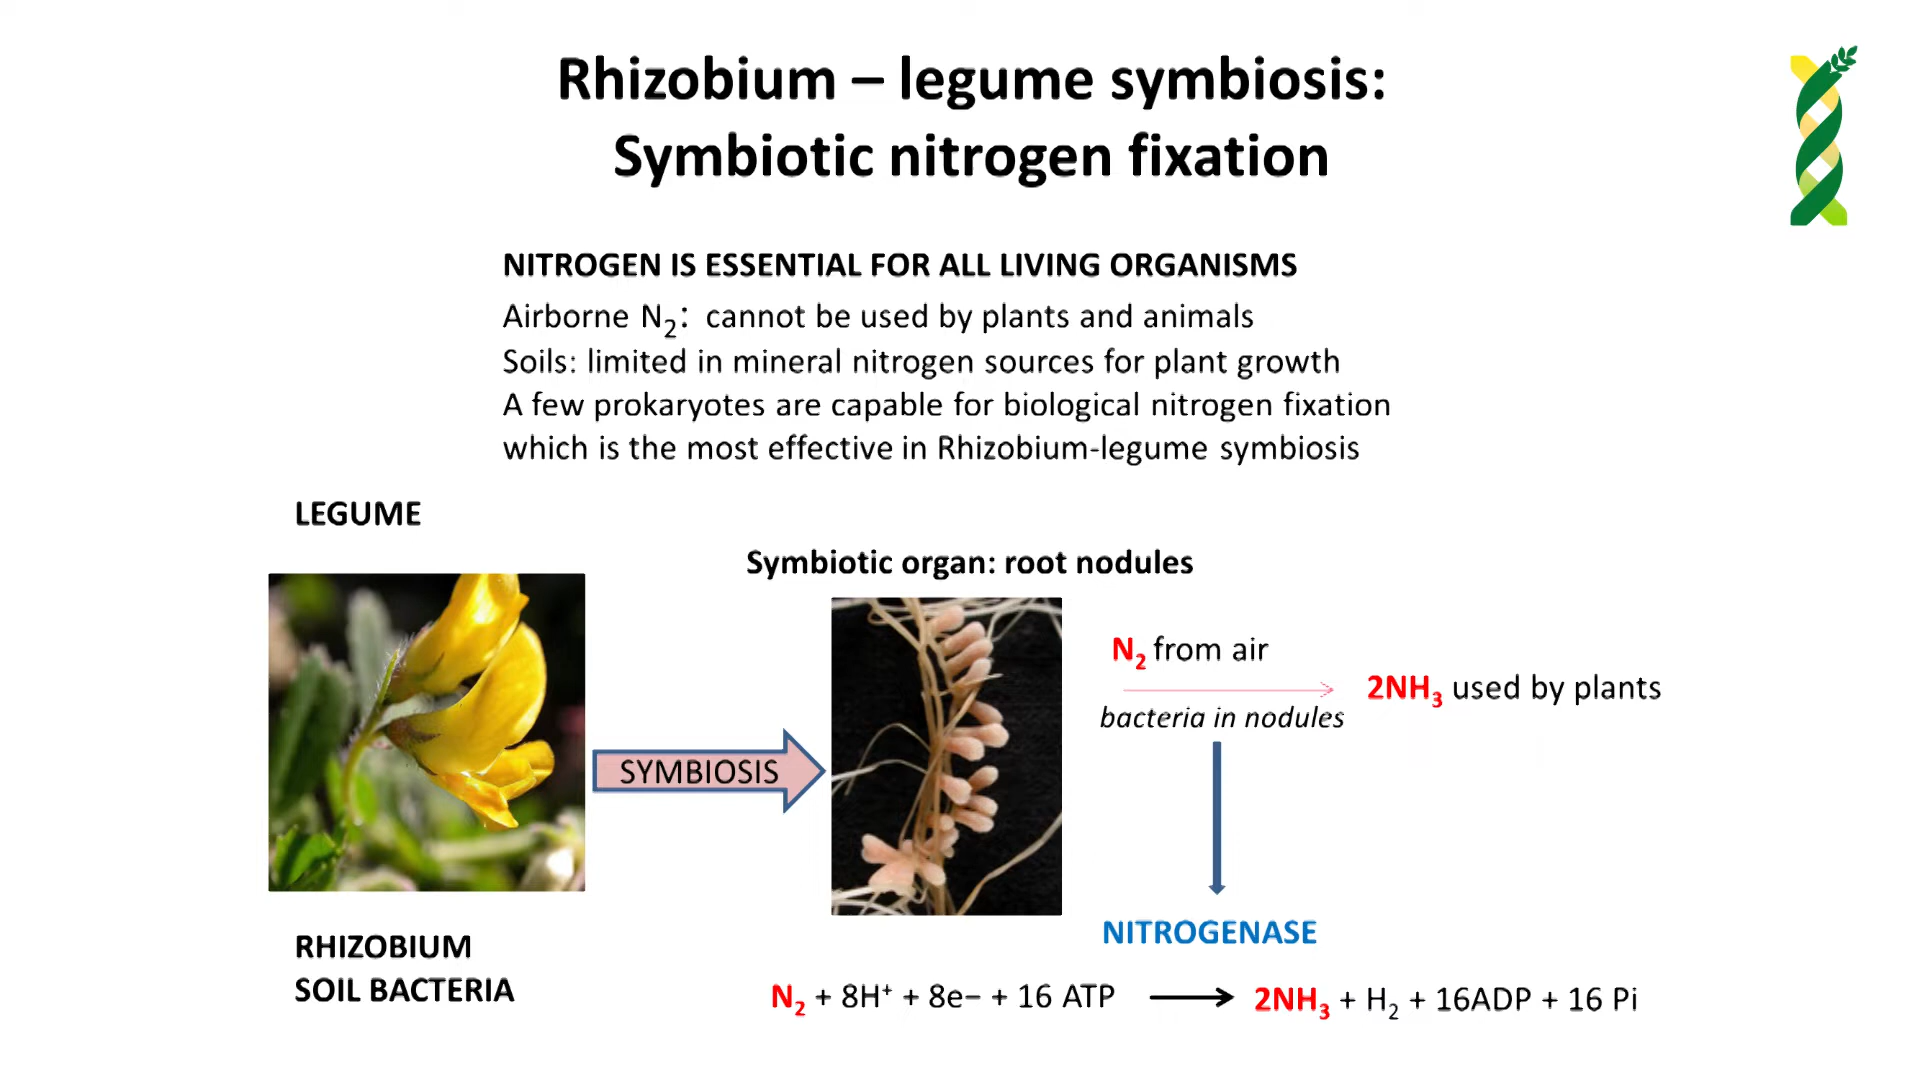 Rhizobium – legume symbiosis:
Symbiotic nitrogen fixation
NITROGEN IS ESSENTIAL FOR ALL LIVING ORGANISMS
Airborne N₂: cannot be used by plants and animals
Soils: limited in mineral nitrogen sources for plant growth
A few prokaryotes are capable for biological nitrogen fixation
which is the most effective in Rhizobium-legume symbiosis
LEGUME
Symbiotic organ: root nodules
N₂ from air
2NH₃ used by plants
bacteria in nodules
SYMBIOSIS
NITROGENASE
RHIZOBIUM
SOIL BACTERIA
N₂ + 8H⁺ + 8e− + 16 ATP ⟶ 2NH₃ + H₂ + 16ADP + 16 Pi